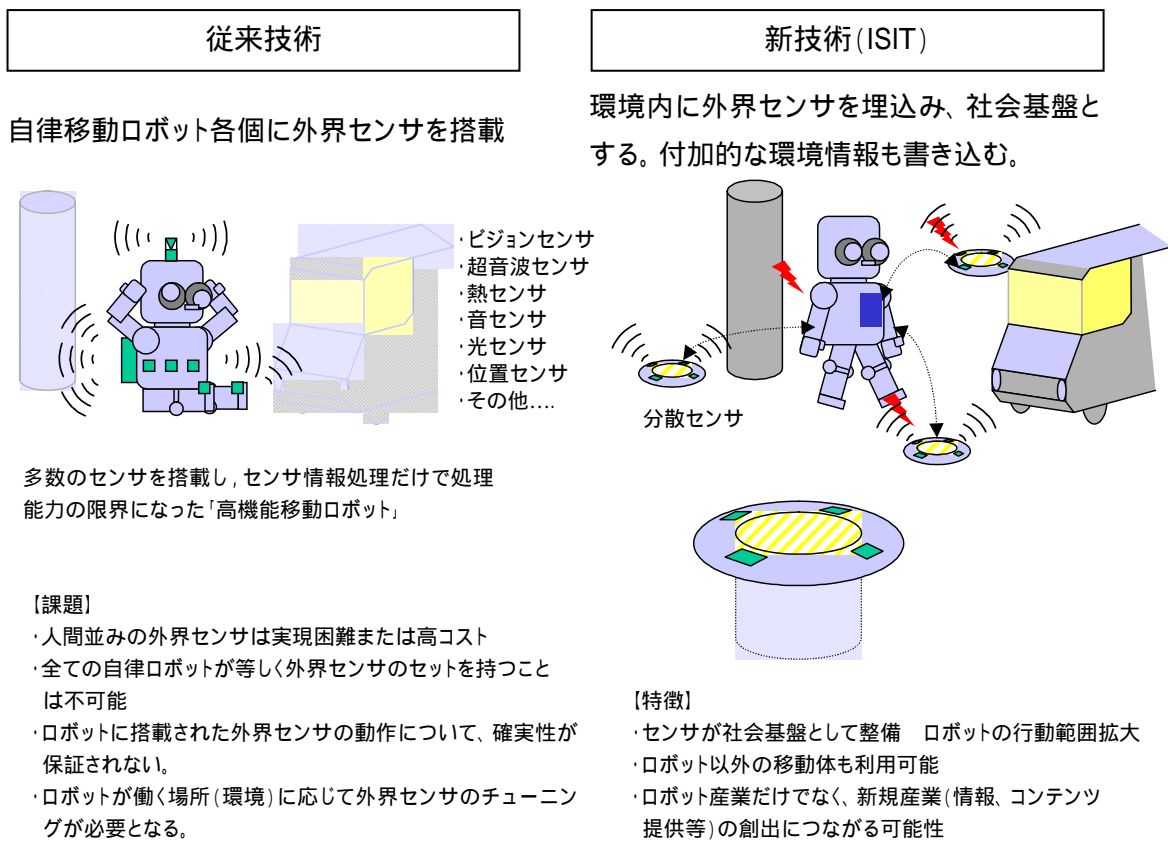 従来技術
自律移動ロボット各個に外界センサを搭載
・ビジョンセンサ
・超音波センサ
・熱センサ
・音センサ
・光センサ
・位置センサ
・その他....
多数のセンサを搭載し,センサ情報処理だけで処理
能力の限界になった「高機能移動ロボット」
【課題】
・人間並みの外界センサは実現困難または高コスト
・全ての自律ロボットが等しく外界センサのセットを持つこと
は不可能
・ロボットに搭載された外界センサの動作について、確実性が
保証されない。
・ロボットが働く場所(環境)に応じて外界センサのチューニン
グが必要となる。
新技術(ISIT)
環境内に外界センサを埋込み、社会基盤と
する。付加的な環境情報も書き込む。
分散センサ
【特徴】
・センサが社会基盤として整備　ロボットの行動範囲拡大
・ロボット以外の移動体も利用可能
・ロボット産業だけでなく、新規産業(情報、コンテンツ
提供等)の創出につながる可能性